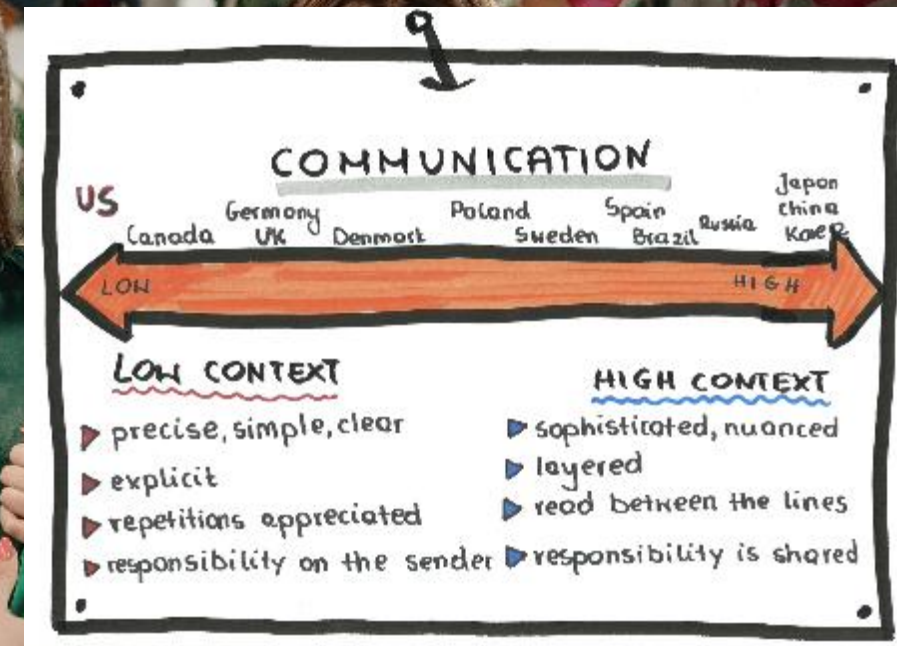 COMMUNICATION
US
Canada
Germany
UK
Denmark
Poland
Sweden
Spain
Brazil
Russia
Japan
China
Korea
LOW
HIGH
LOW CONTEXT
precise, simple, clear
explicit
repetitions appreciated
responsibility on the sender
HIGH CONTEXT
sophisticated, nuanced
layered
read between the lines
responsibility is shared